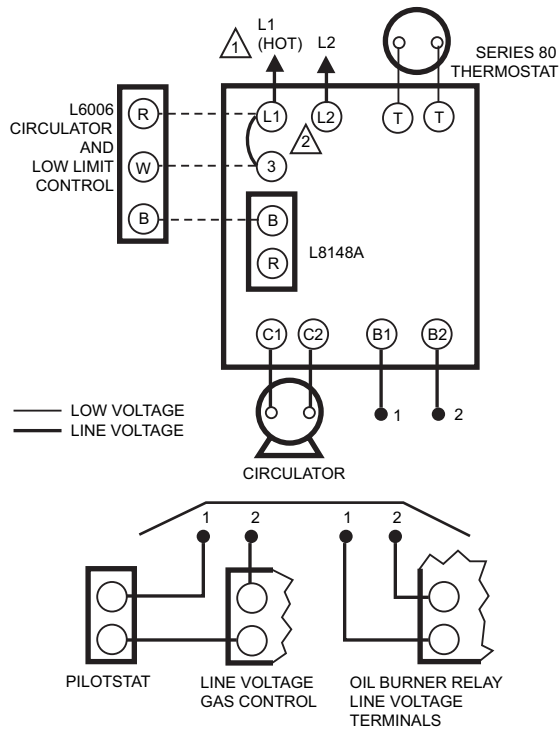 L1
(HOT)
L2
1
SERIES 80
THERMOSTAT
L6006
CIRCULATOR
AND
LOW LIMIT
CONTROL
R
L1
L2
T
T
2
W
3
B
B
R
L8148A
C1
C2
B1
B2
1
2
LOW VOLTAGE
LINE VOLTAGE
CIRCULATOR
1
2
1
2
PILOTSTAT
LINE VOLTAGE
GAS CONTROL
OIL BURNER RELAY
LINE VOLTAGE
TERMINALS